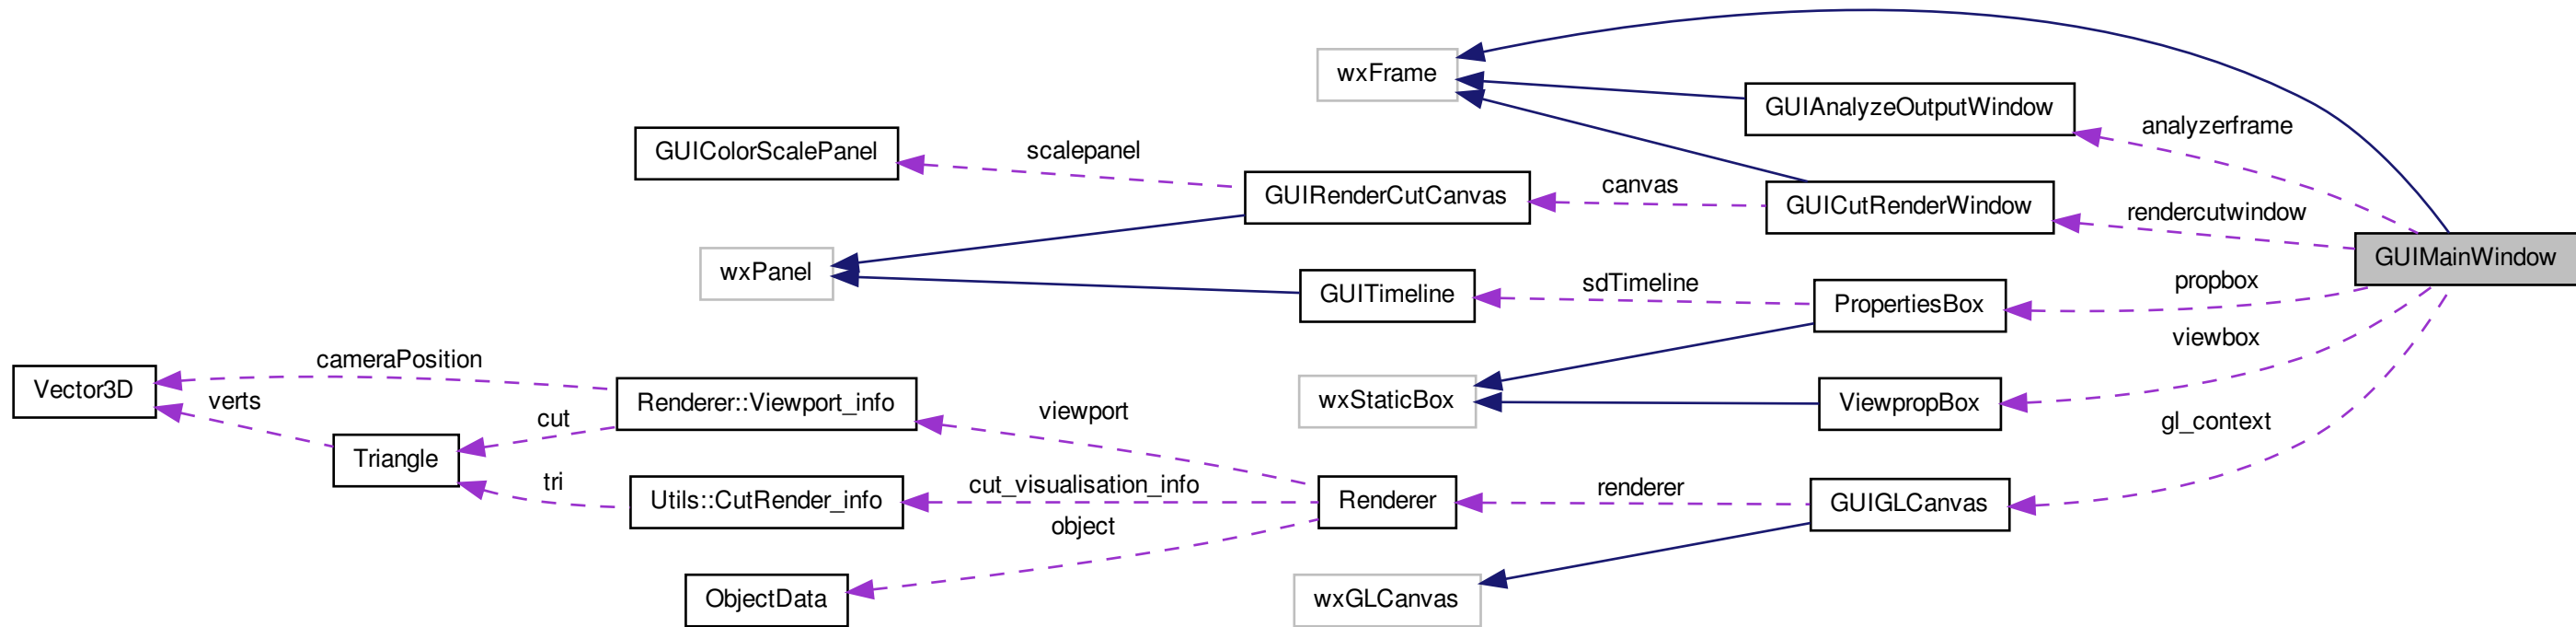 wxFrame
GUIAnalyzeOutputWindow
analyzerframe
GUIColorScalePanel
scalepanel
GUIRenderCutCanvas
canvas
GUICutRenderWindow
rendercutwindow
GUIMainWindow
wxPanel
GUITimeline
sdTimeline
PropertiesBox
propbox
viewbox
Vector3D
cameraPosition
verts
Renderer::Viewport_info
viewport
wxStaticBox
ViewpropBox
gl_context
cut
Triangle
tri
Utils::CutRender_info
cut_visualisation_info
Renderer
renderer
GUIGLCanvas
object
ObjectData
wxGLCanvas